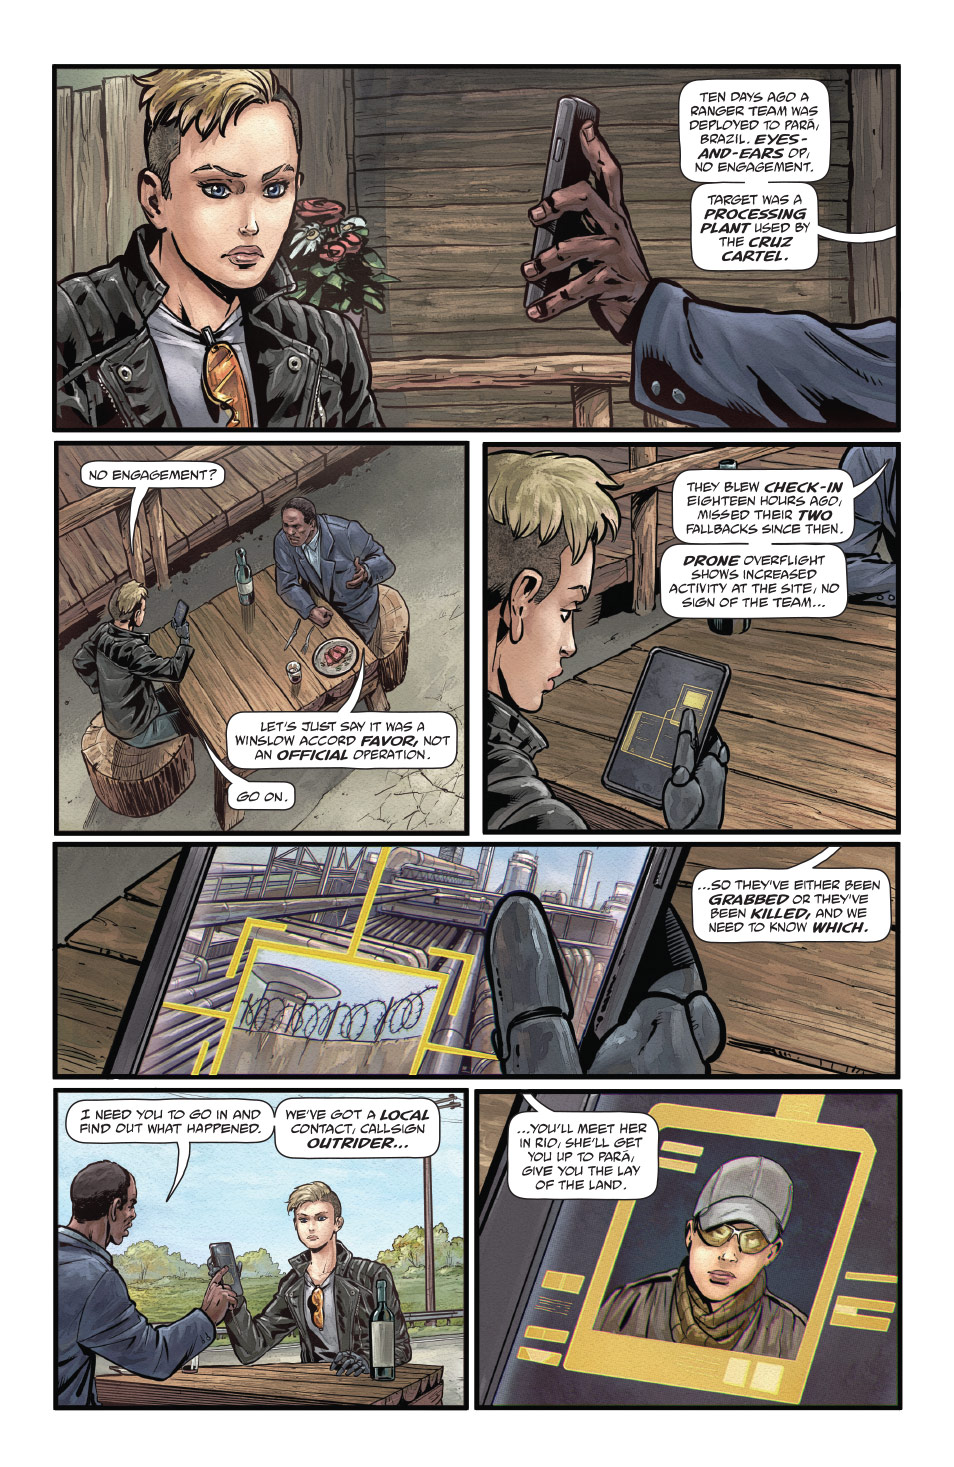 TEN DAYS AGO A
RANGER TEAM WAS
DEPLOYED TO PARÁ,
BRAZIL. EYES-
AND-EARS OP,
NO ENGAGEMENT.
TARGET WAS A
PROCESSING
PLANT USED BY
THE CRUZ
CARTEL.
NO ENGAGEMENT?
LET'S JUST SAY IT WAS A
WINSLOW ACCORD FAVOR, NOT
AN OFFICIAL OPERATION.
GO ON.
THEY BLEW CHECK-IN
EIGHTEEN HOURS AGO,
MISSED THEIR TWO
FALLBACKS SINCE THEN.
DRONE OVERFLIGHT
SHOWS INCREASED
ACTIVITY AT THE SITE, NO
SIGN OF THE TEAM...
...SO THEY'VE EITHER BEEN
GRABBED OR THEY'VE
BEEN KILLED, AND WE
NEED TO KNOW WHICH.
I NEED YOU TO GO IN AND
FIND OUT WHAT HAPPENED.
WE'VE GOT A LOCAL
CONTACT, CALLSIGN
OUTRIDER...
...YOU'LL MEET HER
IN RIO, SHE'LL GET
YOU UP TO PARÁ,
GIVE YOU THE LAY
OF THE LAND.